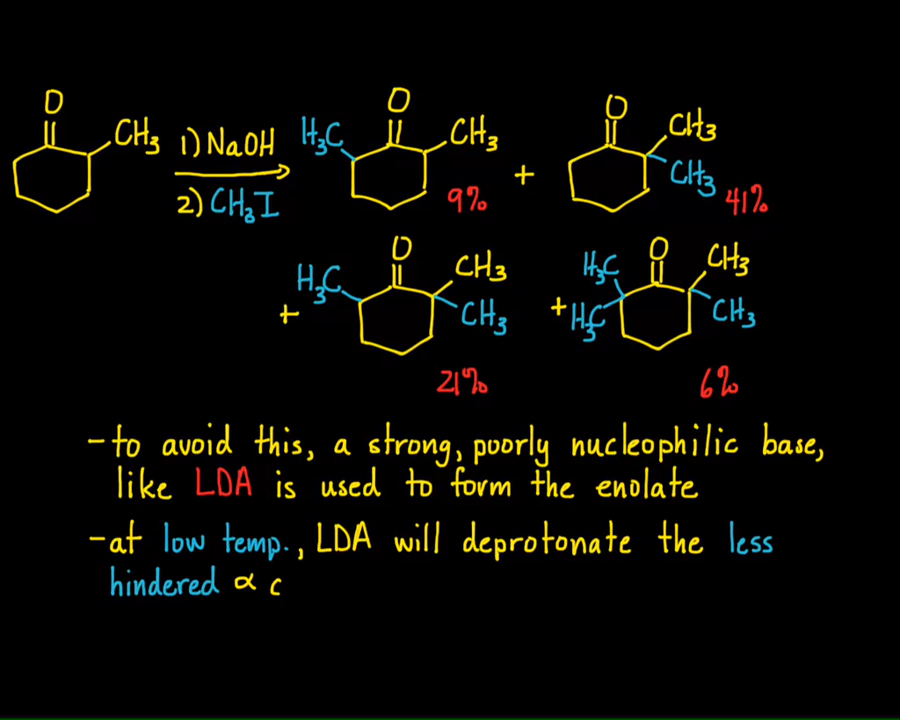 O
CH3
1) NaOH
2) CH3I
O
H3C
CH3
9%
+
O
CH3
CH3
41%
+
O
H3C
CH3
CH3
21%
+
O
H3C
H3C
CH3
CH3
6%
- to avoid this, a strong, poorly nucleophilic base,
like LDA is used to form the enolate
- at low temp., LDA will deprotonate the less
hindered ∝ c